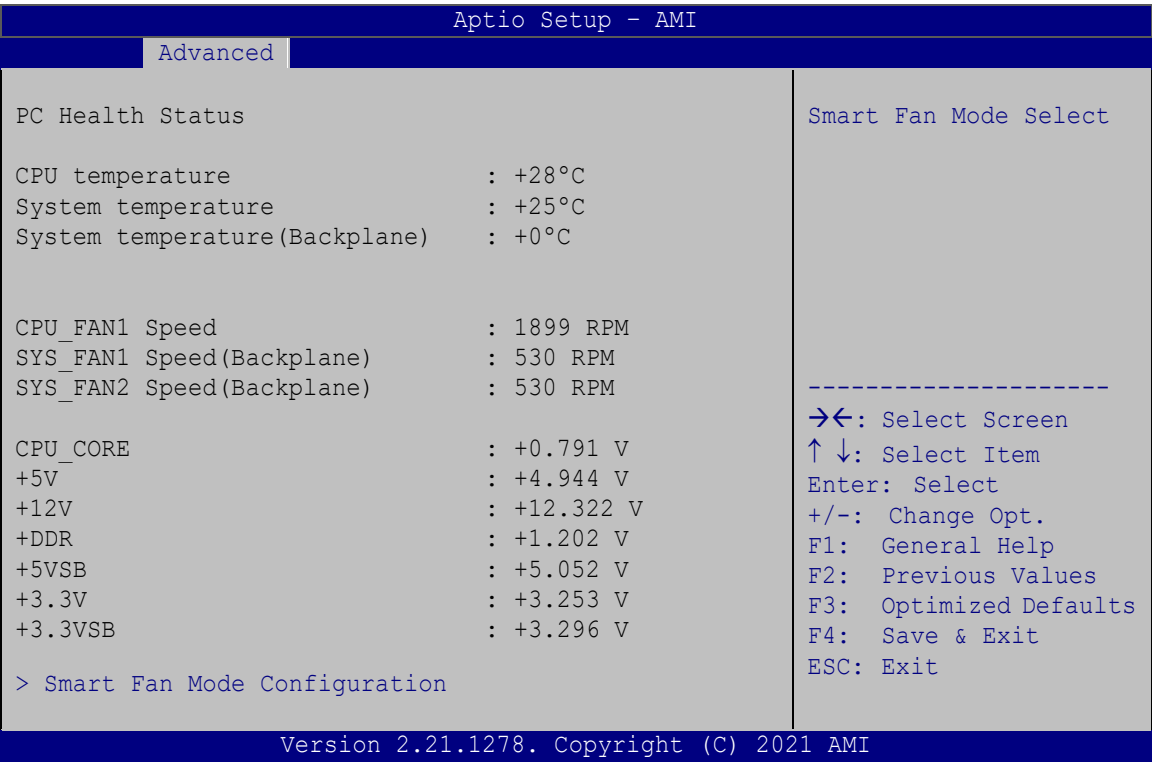 Aptio Setup – AMI
Advanced
PC Health Status
CPU temperature : +28°C
System temperature : +25°C
System temperature(Backplane) : +0°C
CPU_FAN1 Speed : 1899 RPM
SYS_FAN1 Speed(Backplane) : 530 RPM
SYS_FAN2 Speed(Backplane) : 530 RPM
CPU_CORE : +0.791 V
+5V : +4.944 V
+12V : +12.322 V
+DDR : +1.202 V
+5VSB : +5.052 V
+3.3V : +3.253 V
+3.3VSB : +3.296 V
> Smart Fan Mode Configuration
Smart Fan Mode Select
---------------------
→←: Select Screen
↑ ↓: Select Item
Enter: Select
+/-: Change Opt.
F1: General Help
F2: Previous Values
F3: Optimized Defaults
F4: Save & Exit
ESC: Exit
Version 2.21.1278. Copyright (C) 2021 AMI